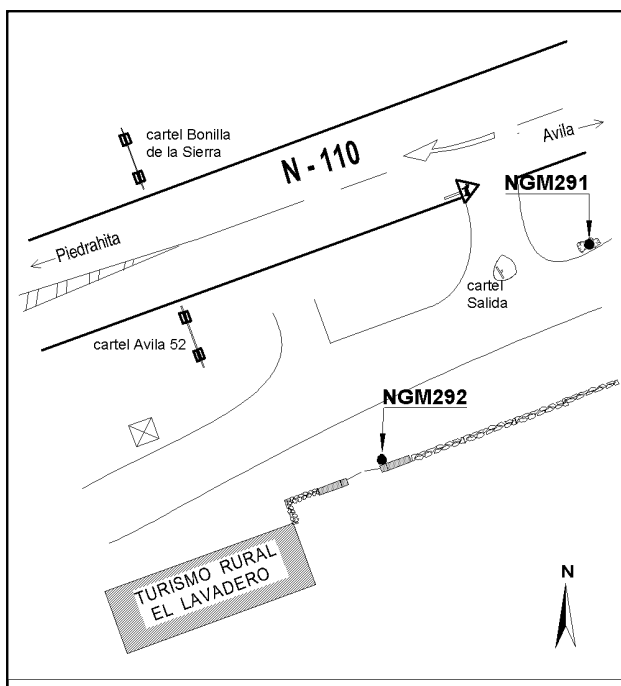 cartel Bonilla
de la Sierra
N - 110
Avila
NGM291
Piedrahita
cartel
Salida
cartel Avila 52
NGM292
TURISMO RURAL
EL LAVADERO
N